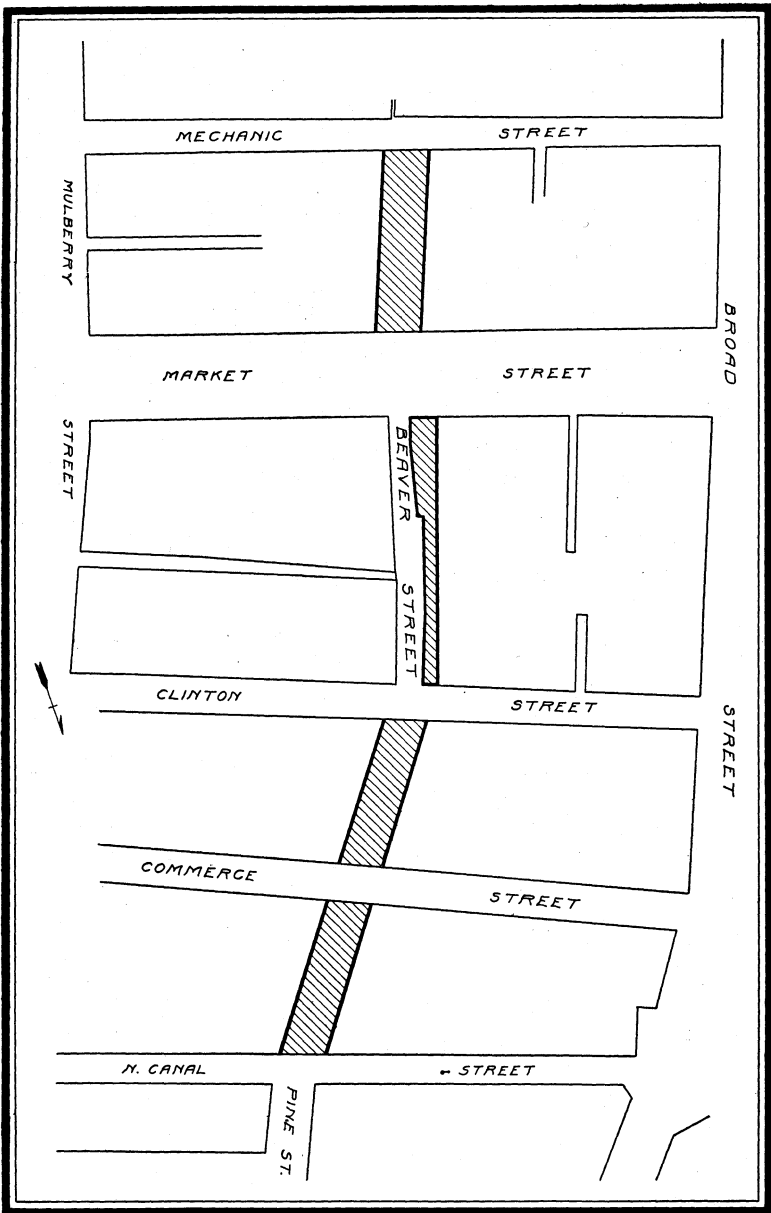 MECHANIC STREET
MULBERRY
BROAD
MARKET STREET
STREET
BEAVER
STREET
CLINTON STREET
STREET
COMMERCE STREET
N. CANAL STREET
PINE ST.